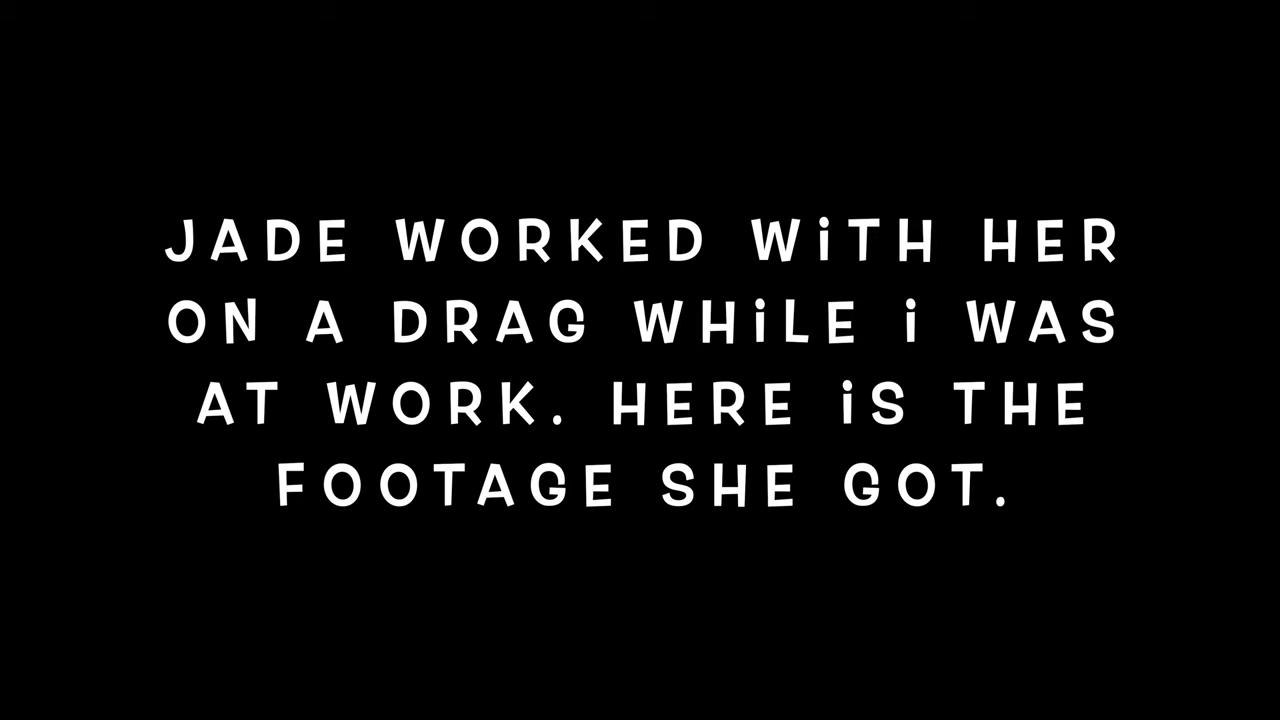 JADE WORKED WiTH HER
ON A DRAG WHiLE i WAS
AT WORK. HERE iS THE
FOOTAGE SHE GOT.